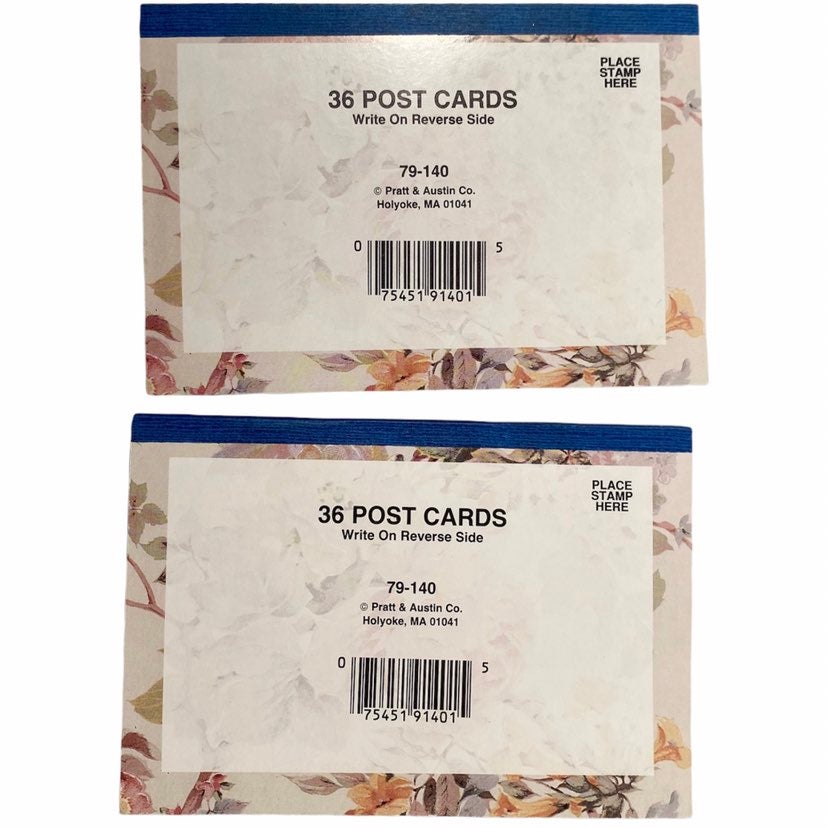 PLACE
STAMP
HERE
36 POST CARDS
Write On Reverse Side
79-140
© Pratt & Austin Co.
Holyoke, MA 01041
0 75451 91401 5
PLACE
STAMP
HERE
36 POST CARDS
Write On Reverse Side
79-140
© Pratt & Austin Co.
Holyoke, MA 01041
0 75451 91401 5